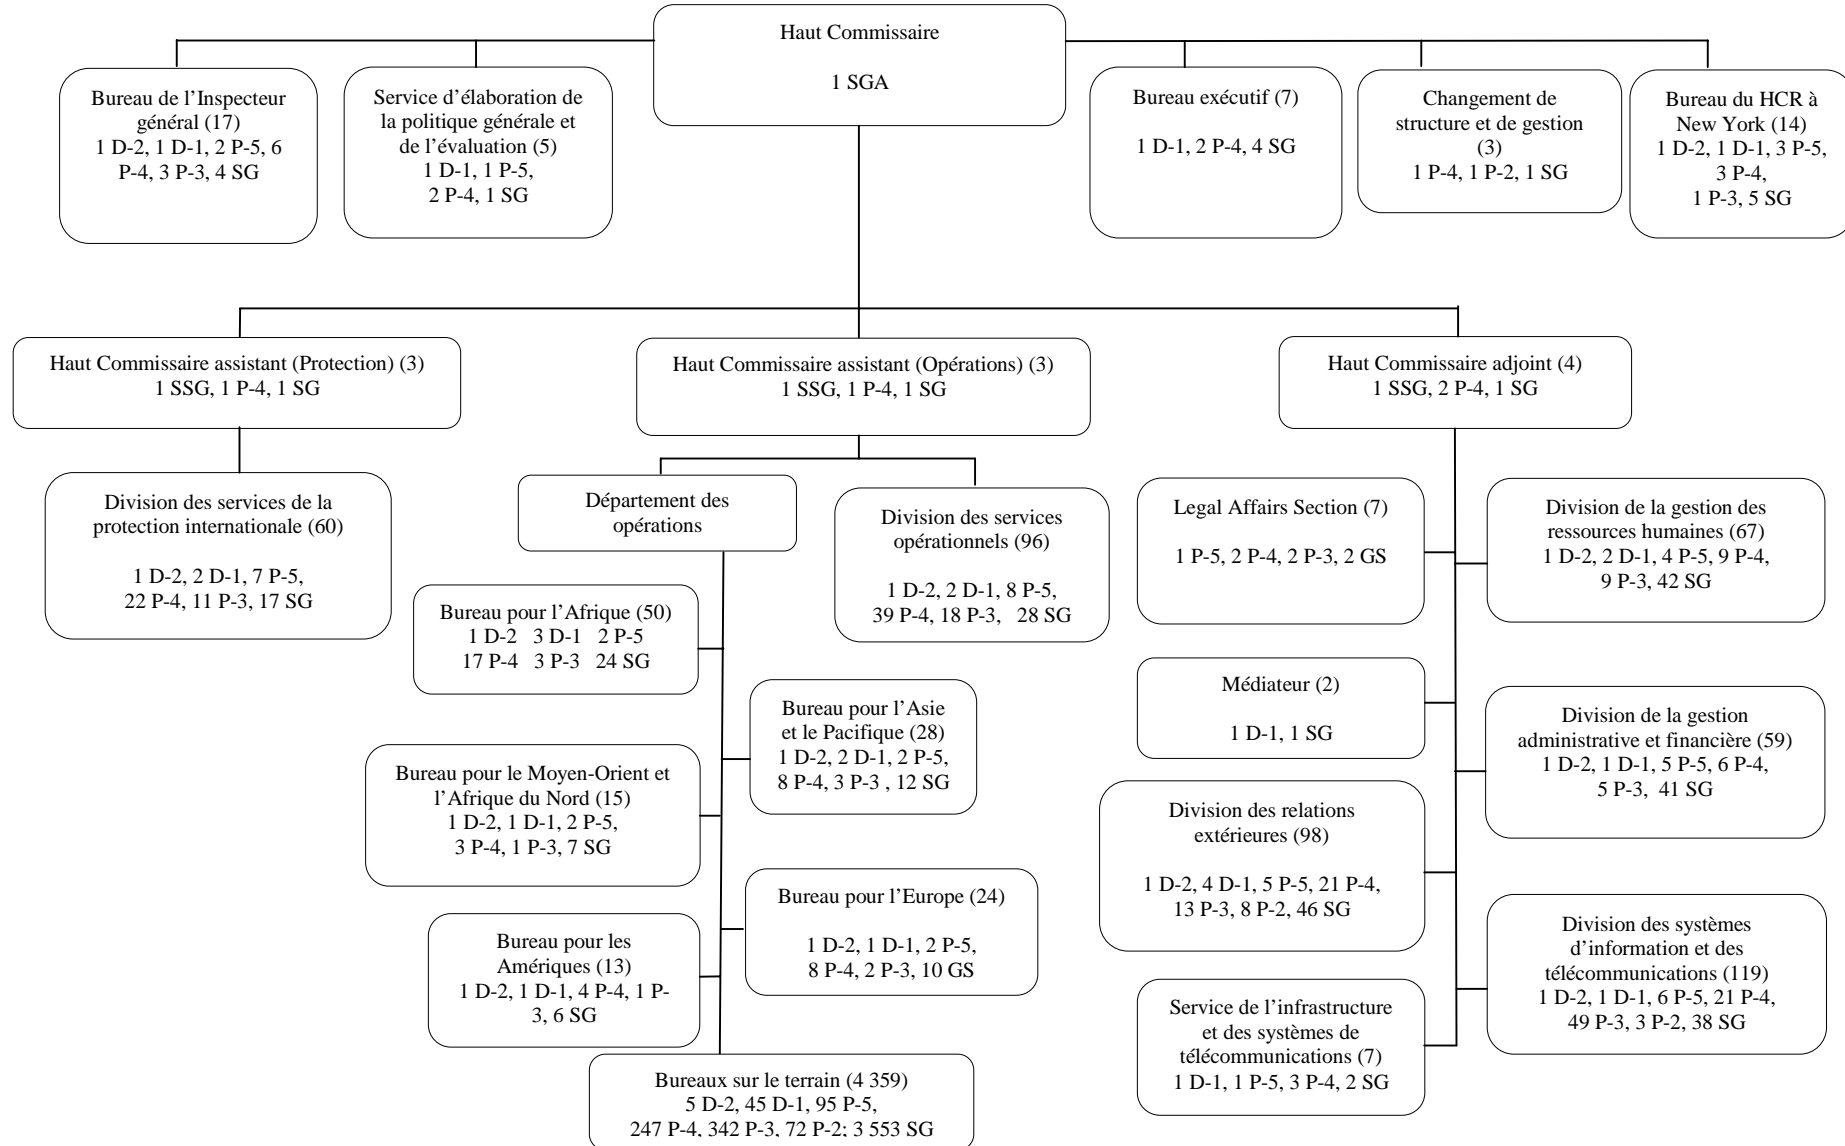 Haut Commissaire
1 SGA
Bureau de l’Inspecteur
général (17)
1 D-2, 1 D-1, 2 P-5, 6
P-4, 3 P-3, 4 SG
Service d’élaboration de
la politique générale et
de l’évaluation (5)
1 D-1, 1 P-5,
2 P-4, 1 SG
Bureau exécutif (7)
1 D-1, 2 P-4, 4 SG
Changement de
structure et de gestion
(3)
1 P-4, 1 P-2, 1 SG
Bureau du HCR à
New York (14)
1 D-2, 1 D-1, 3 P-5,
3 P-4,
1 P-3, 5 SG
Haut Commissaire assistant (Protection) (3)
1 SSG, 1 P-4, 1 SG
Haut Commissaire assistant (Opérations) (3)
1 SSG, 1 P-4, 1 SG
Haut Commissaire adjoint (4)
1 SSG, 2 P-4, 1 SG
Division des services de la
protection internationale (60)
1 D-2, 2 D-1, 7 P-5,
22 P-4, 11 P-3, 17 SG
Département des
opérations
Division des services
opérationnels (96)
1 D-2, 2 D-1, 8 P-5,
39 P-4, 18 P-3, 28 SG
Bureau pour l’Afrique (50)
1 D-2 3 D-1 2 P-5
17 P-4 3 P-3 24 SG
Bureau pour l’Asie
et le Pacifique (28)
1 D-2, 2 D-1, 2 P-5,
8 P-4, 3 P-3 , 12 SG
Bureau pour le Moyen-Orient et
l’Afrique du Nord (15)
1 D-2, 1 D-1, 2 P-5,
3 P-4, 1 P-3, 7 SG
Bureau pour l’Europe (24)
1 D-2, 1 D-1, 2 P-5,
8 P-4, 2 P-3, 10 GS
Bureau pour les
Amériques (13)
1 D-2, 1 D-1, 4 P-4, 1 P-
3, 6 SG
Bureaux sur le terrain (4 359)
5 D-2, 45 D-1, 95 P-5,
247 P-4, 342 P-3, 72 P-2; 3 553 SG
Legal Affairs Section (7)
1 P-5, 2 P-4, 2 P-3, 2 GS
Division de la gestion des
ressources humaines (67)
1 D-2, 2 D-1, 4 P-5, 9 P-4,
9 P-3, 42 SG
Médiateur (2)
1 D-1, 1 SG
Division de la gestion
administrative et financière (59)
1 D-2, 1 D-1, 5 P-5, 6 P-4,
5 P-3, 41 SG
Division des relations
extérieures (98)
1 D-2, 4 D-1, 5 P-5, 21 P-4,
13 P-3, 8 P-2, 46 SG
Division des systèmes
d’information et des
télécommunications (119)
1 D-2, 1 D-1, 6 P-5, 21 P-4,
49 P-3, 3 P-2, 38 SG
Service de l’infrastructure
et des systèmes de
télécommunications (7)
1 D-1, 1 P-5, 3 P-4, 2 SG